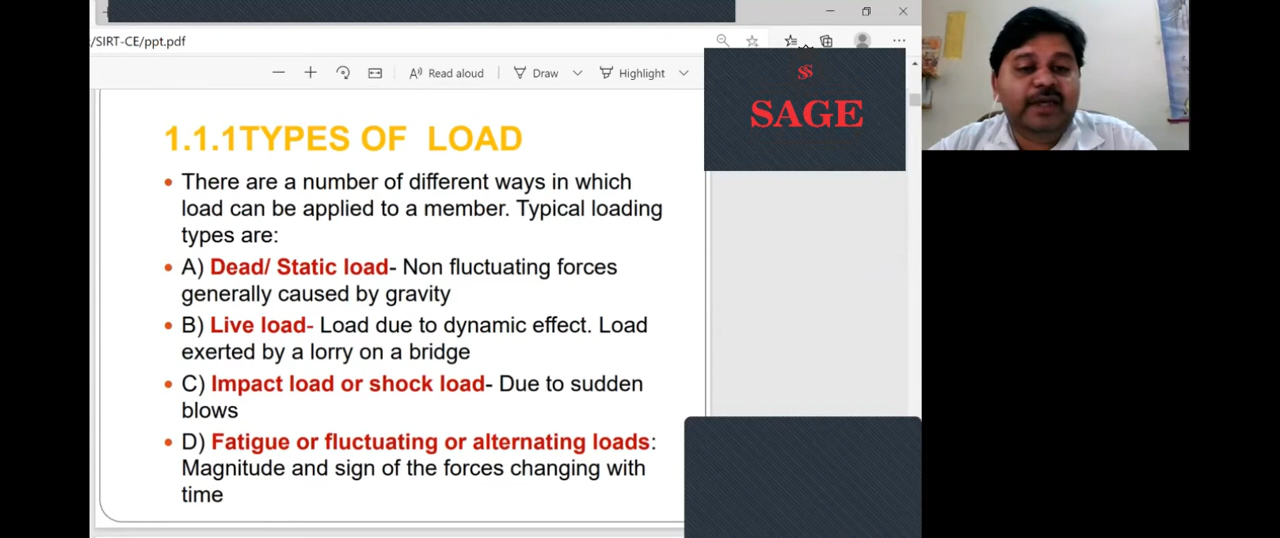 /SIRT-CE/ppt.pdf
Read aloud
Draw
Highlight
SS
SAGE
1.1.1TYPES OF LOAD
• There are a number of different ways in which
load can be applied to a member. Typical loading
types are:
• A) Dead/ Static load- Non fluctuating forces
generally caused by gravity
• B) Live load- Load due to dynamic effect. Load
exerted by a lorry on a bridge
• C) Impact load or shock load- Due to sudden
blows
• D) Fatigue or fluctuating or alternating loads:
Magnitude and sign of the forces changing with
time